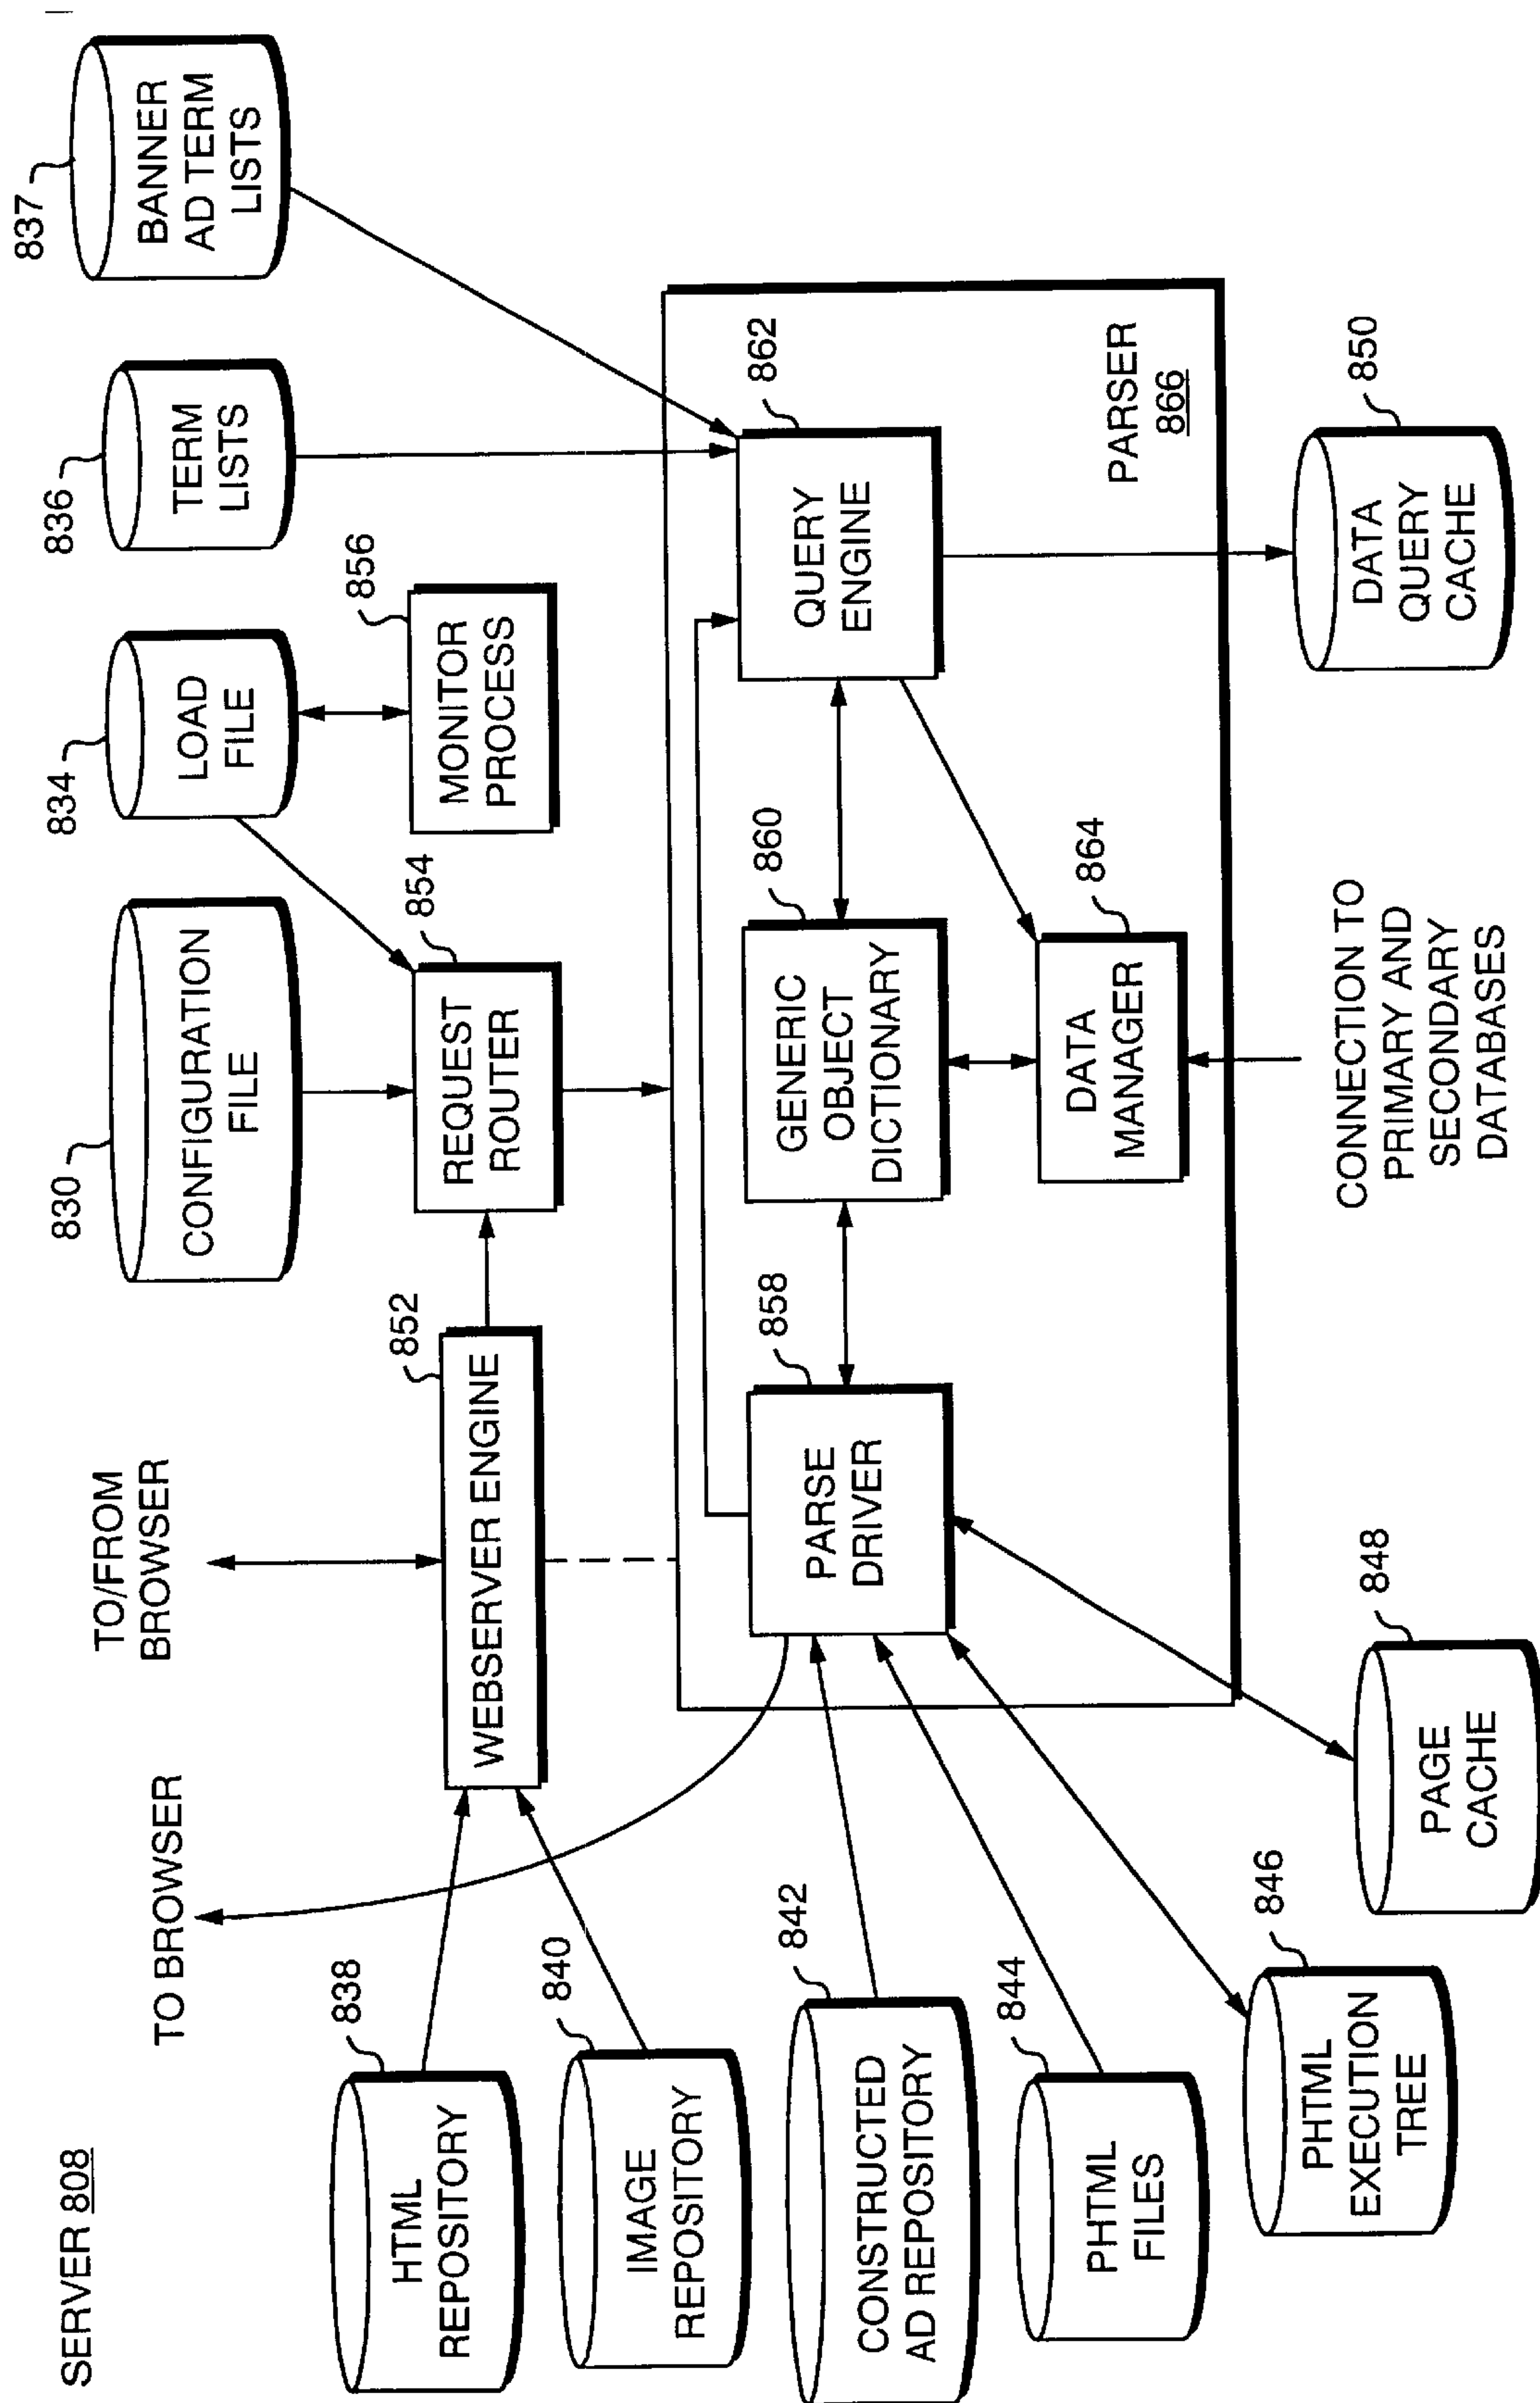 SERVER 808
TO BROWSER
TO/FROM
BROWSER
830
CONFIGURATION
FILE
834
LOAD
FILE
836
TERM
LISTS
837
BANNER
AD TERM
LISTS
838
HTML
REPOSITORY
852
WEBSERVER ENGINE
854
REQUEST
ROUTER
856
MONITOR
PROCESS
840
IMAGE
REPOSITORY
842
CONSTRUCTED
AD REPOSITORY
858
PARSE
DRIVER
860
GENERIC
OBJECT
DICTIONARY
862
QUERY
ENGINE
844
PHTML
FILES
864
DATA
MANAGER
PARSER
866
846
PHTML
EXECUTION
TREE
848
PAGE
CACHE
CONNECTION TO
PRIMARY AND
SECONDARY
DATABASES
850
DATA
QUERY
CACHE